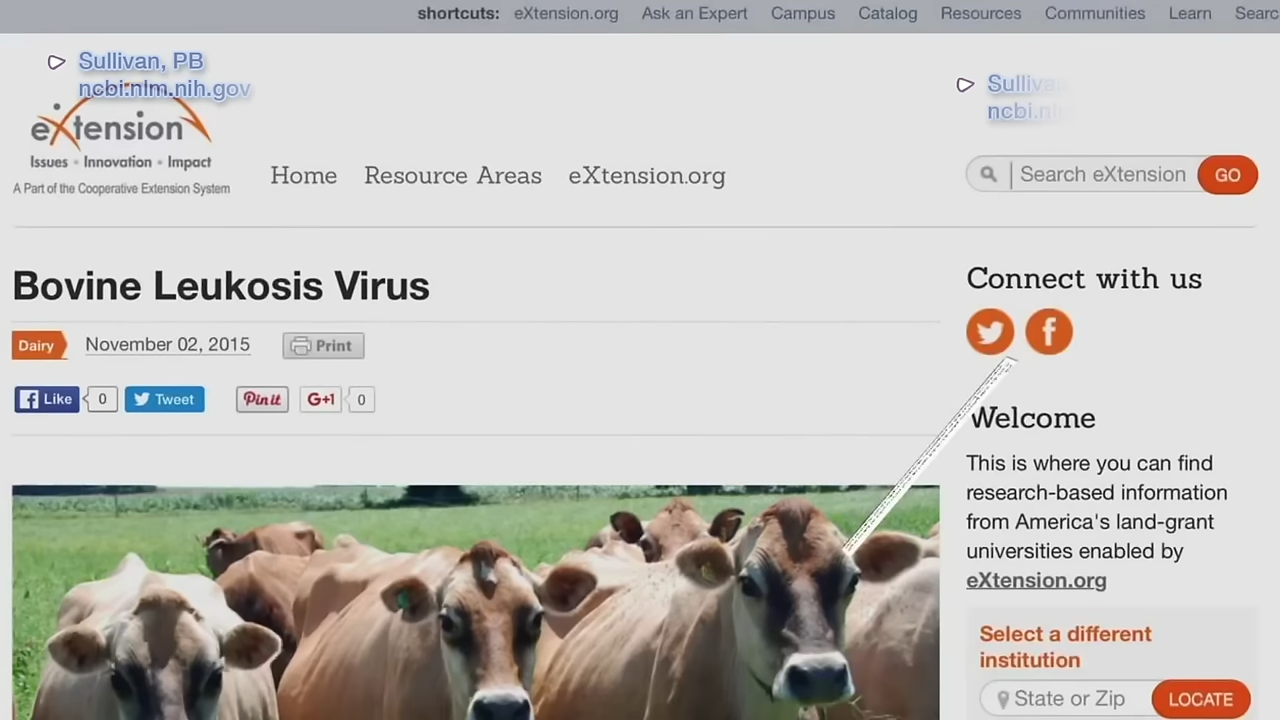 shortcuts: eXtension.org Ask an Expert Campus Catalog Resources Communities Learn
Sullivan, PB
ncbi.nlm.nih.gov
eXtension
Issues • Innovation • Impact
A Part of the Cooperative Extension System
Home Resource Areas eXtension.org
Search eXtension GO
Bovine Leukosis Virus
Dairy November 02, 2015 Print
Like 0 Tweet Pin it G+1 0
Connect with us
Welcome
This is where you can find
research-based information
from America's land-grant
universities enabled by
eXtension.org
Select a different
institution
State or Zip LOCATE